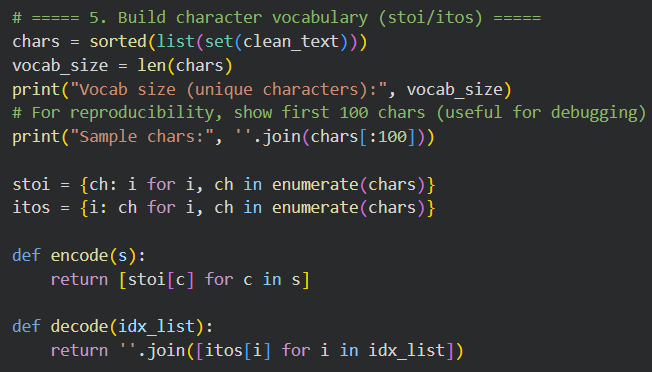 # ===== 5. Build character vocabulary (stoi/itos) =====
chars = sorted(list(set(clean_text)))
vocab_size = len(chars)
print("Vocab size (unique characters):", vocab_size)
# For reproducibility, show first 100 chars (useful for debugging)
print("Sample chars:", ''.join(chars[:100]))

stoi = {ch: i for i, ch in enumerate(chars)}
itos = {i: ch for i, ch in enumerate(chars)}

def encode(s):
    return [stoi[c] for c in s]

def decode(idx_list):
    return ''.join([itos[i] for i in idx_list])